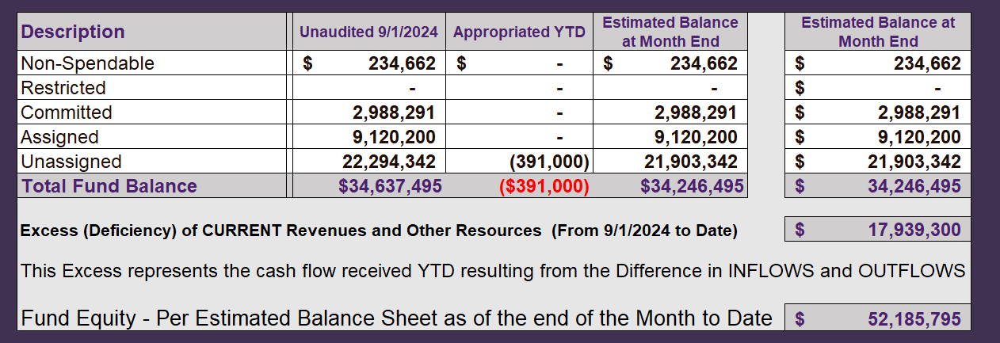 Description Unaudited 9/1/2024 Appropriated YTD Estimated Balance at Month End Estimated Balance at Month End
Non-Spendable $ 234,662 $ - $ 234,662 $ 234,662
Restricted - - - $ -
Committed 2,988,291 - 2,988,291 $ 2,988,291
Assigned 9,120,200 - 9,120,200 $ 9,120,200
Unassigned 22,294,342 (391,000) 21,903,342 $ 21,903,342
Total Fund Balance $34,637,495 ($391,000) $34,246,495 $ 34,246,495
Excess (Deficiency) of CURRENT Revenues and Other Resources (From 9/1/2024 to Date) $ 17,939,300
This Excess represents the cash flow received YTD resulting from the Difference in INFLOWS and OUTFLOWS
Fund Equity - Per Estimated Balance Sheet as of the end of the Month to Date $ 52,185,795